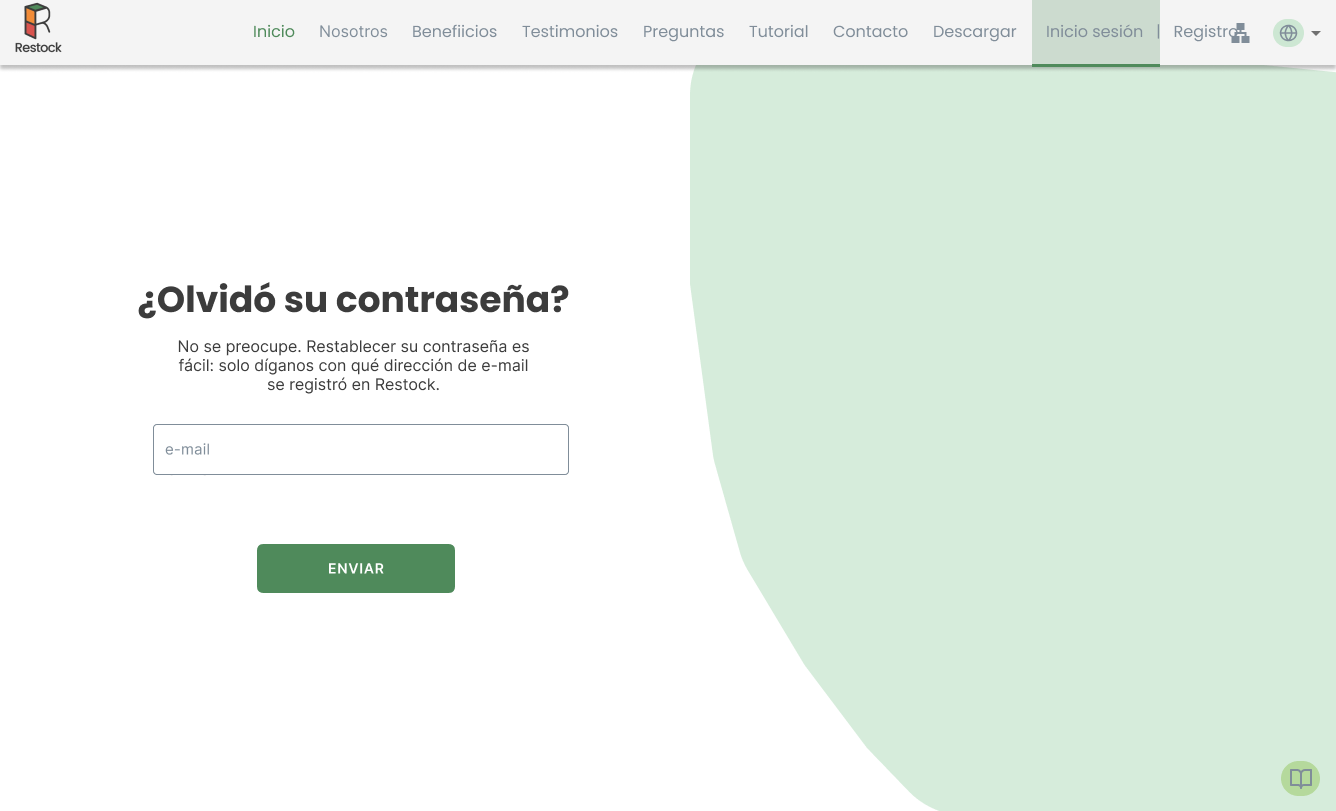 Restock
Inicio Nosotros Benefiicios Testimonios Preguntas Tutorial Contacto Descargar Inicio sesión | Registro
¿Olvidó su contraseña?
No se preocupe. Restablecer su contraseña es
fácil: solo díganos con qué dirección de e-mail
se registró en Restock.
e-mail
ENVIAR